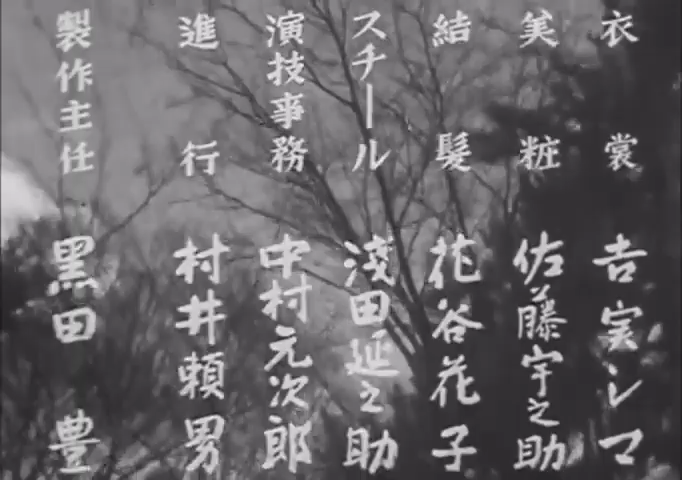 衣裳 吉実シマ
美粧 佐藤宇之助
結髪 花谷花子
スチール 淺田延之助
演技事務 中村元次郎
進行 村井頼男
製作主任 黒田豊